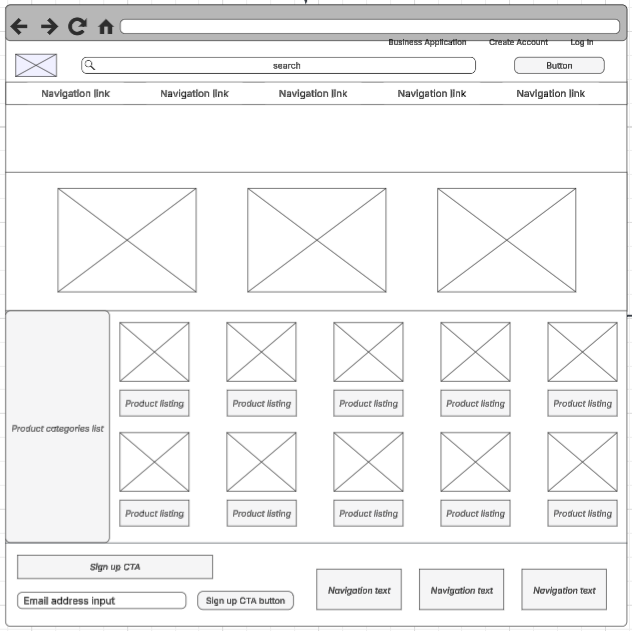 Business Application Create Account Log in
search Button
Navigation link Navigation link Navigation link Navigation link Navigation link
Product categories list
Product listing Product listing Product listing Product listing Product listing
Product listing Product listing Product listing Product listing Product listing
Sign up CTA
Email address input Sign up CTA button
Navigation text Navigation text Navigation text